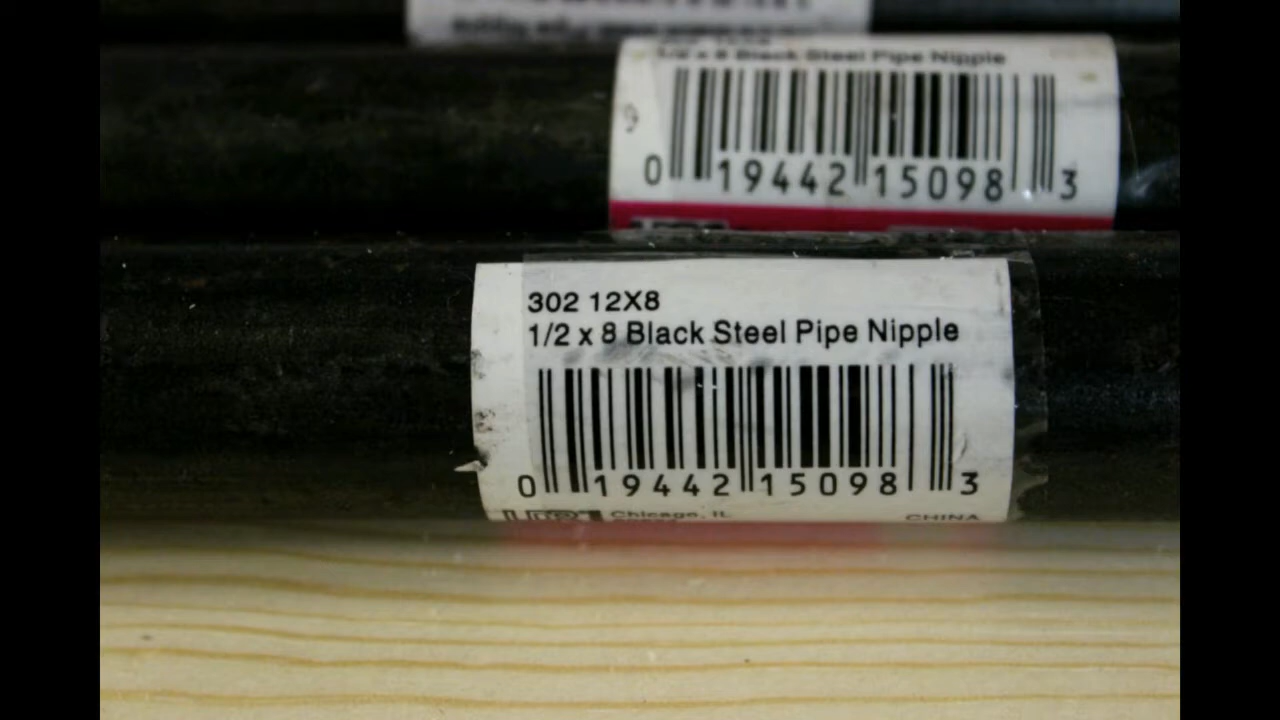 1/2 x 8 Black Steel Pipe Nipple
0 19442 15098 3
302 12X8
1/2 x 8 Black Steel Pipe Nipple
0 19442 15098 3
Chicago, IL
CHINA